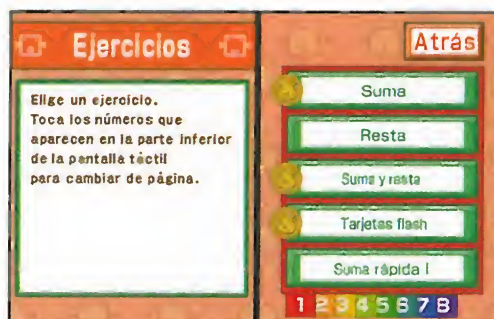 Ejercicios
Elige un ejercicio.
Toca los números que
aparecen en la parte inferior
de la pantalla táctil
para cambiar de página.
Atrás
Suma
Resta
Suma y resta
Tarjetas flash
Suma rápida I
1 2 3 4 5 6 7 8